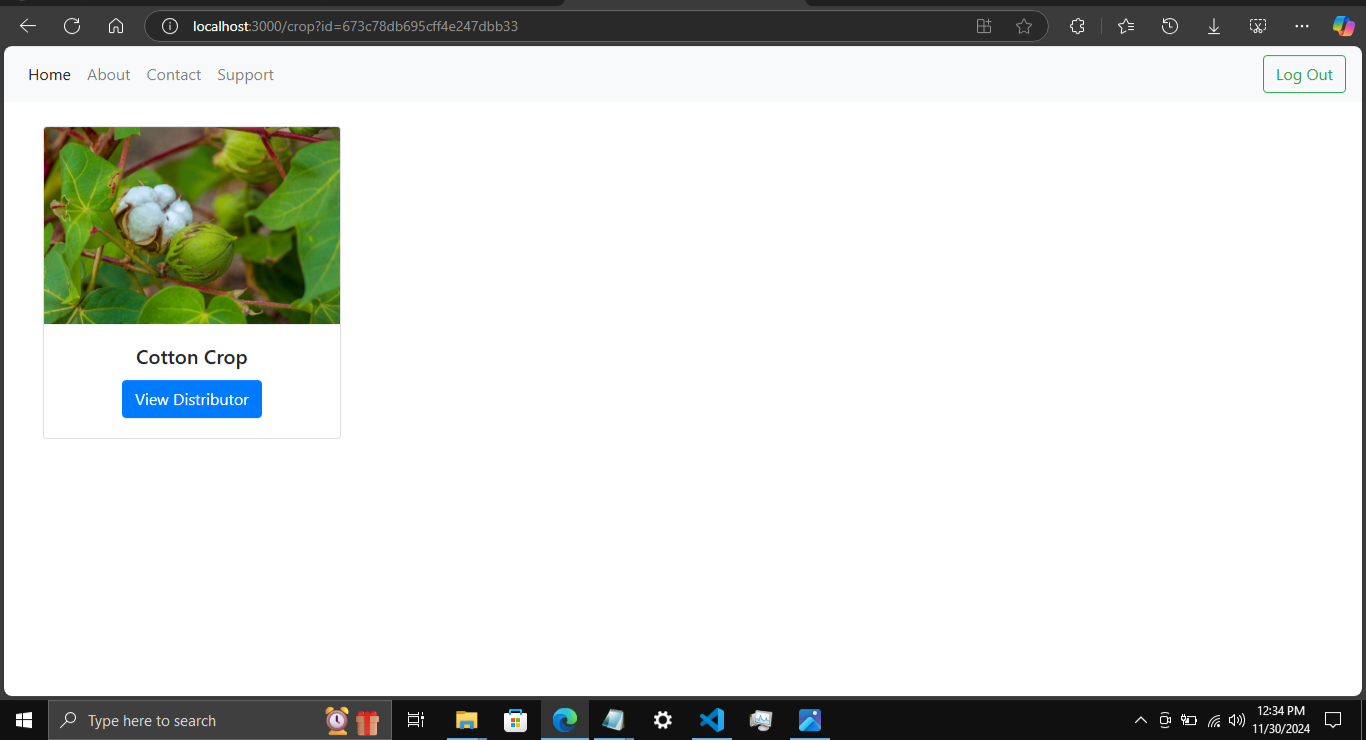 localhost:3000/crop?id=673c78db695cff4e247dbb33
Home About Contact Support Log Out
Cotton Crop
View Distributor
Type here to search
12:34 PM
11/30/2024